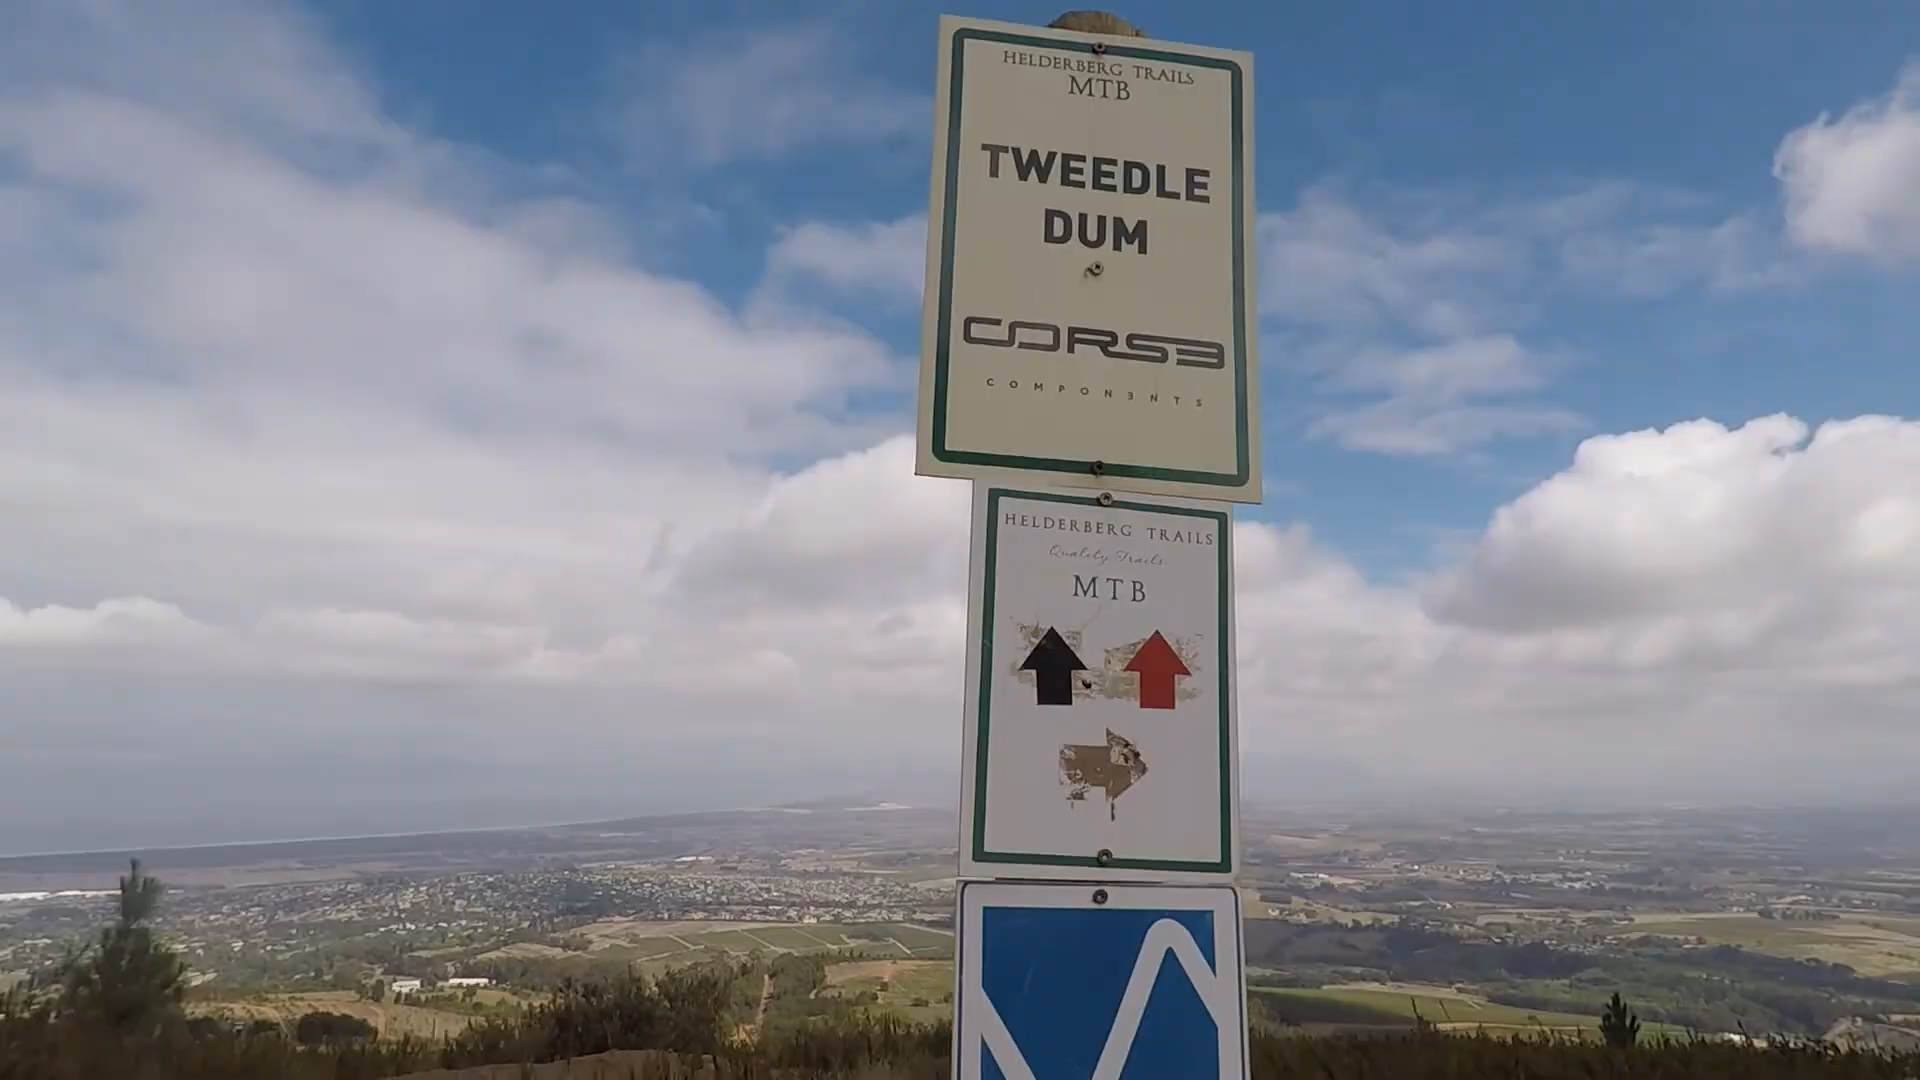 HELDERBERG TRAILS
MTB
TWEEDLE
DUM
CORSE
COMPONENTS
HELDERBERG TRAILS
Quality Trails
MTB